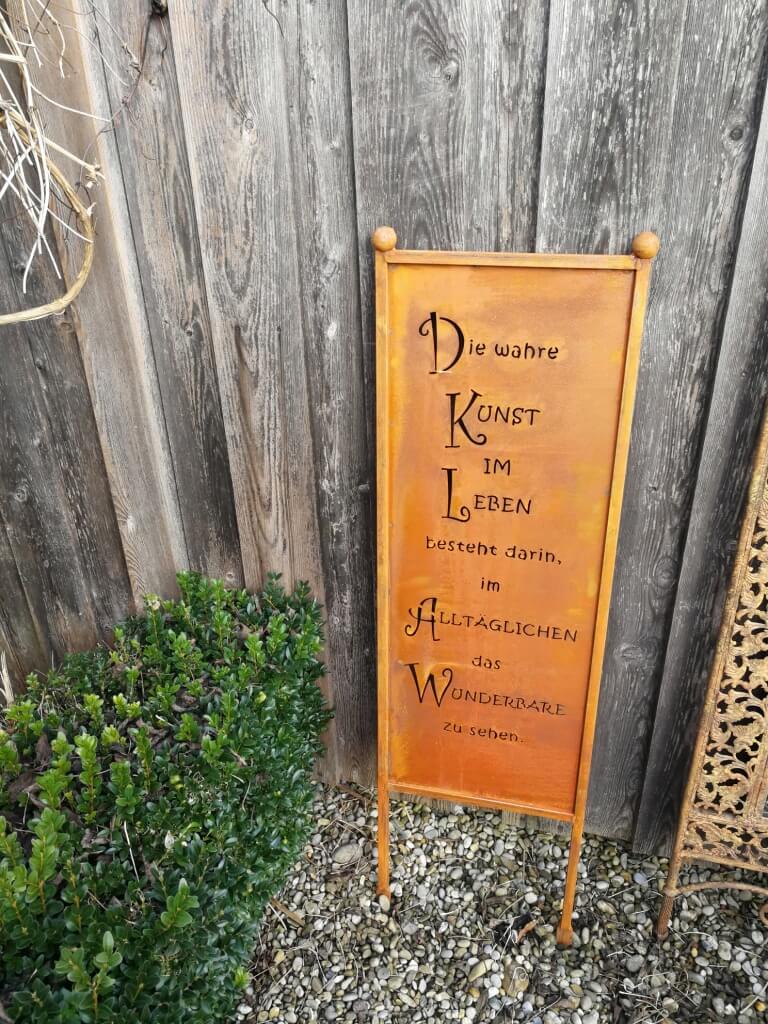 Die wahre
KUNST
IM
LEBEN
besteht darin,
im
ALLTÄGLICHEN
das
WUNDERBARE
zu sehen.